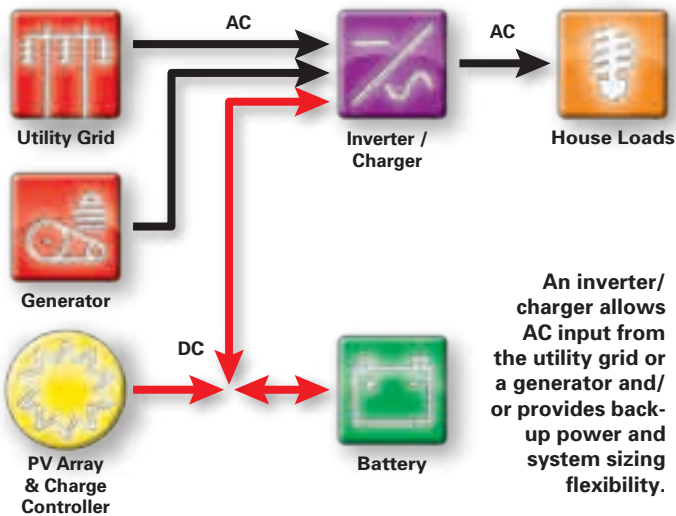 AC
AC
Utility Grid
Inverter /
Charger
House Loads
Generator
DC
PV Array
& Charge
Controller
Battery
An inverter/
charger allows
AC input from
the utility grid or
a generator and/
or provides back-
up power and
system sizing
flexibility.